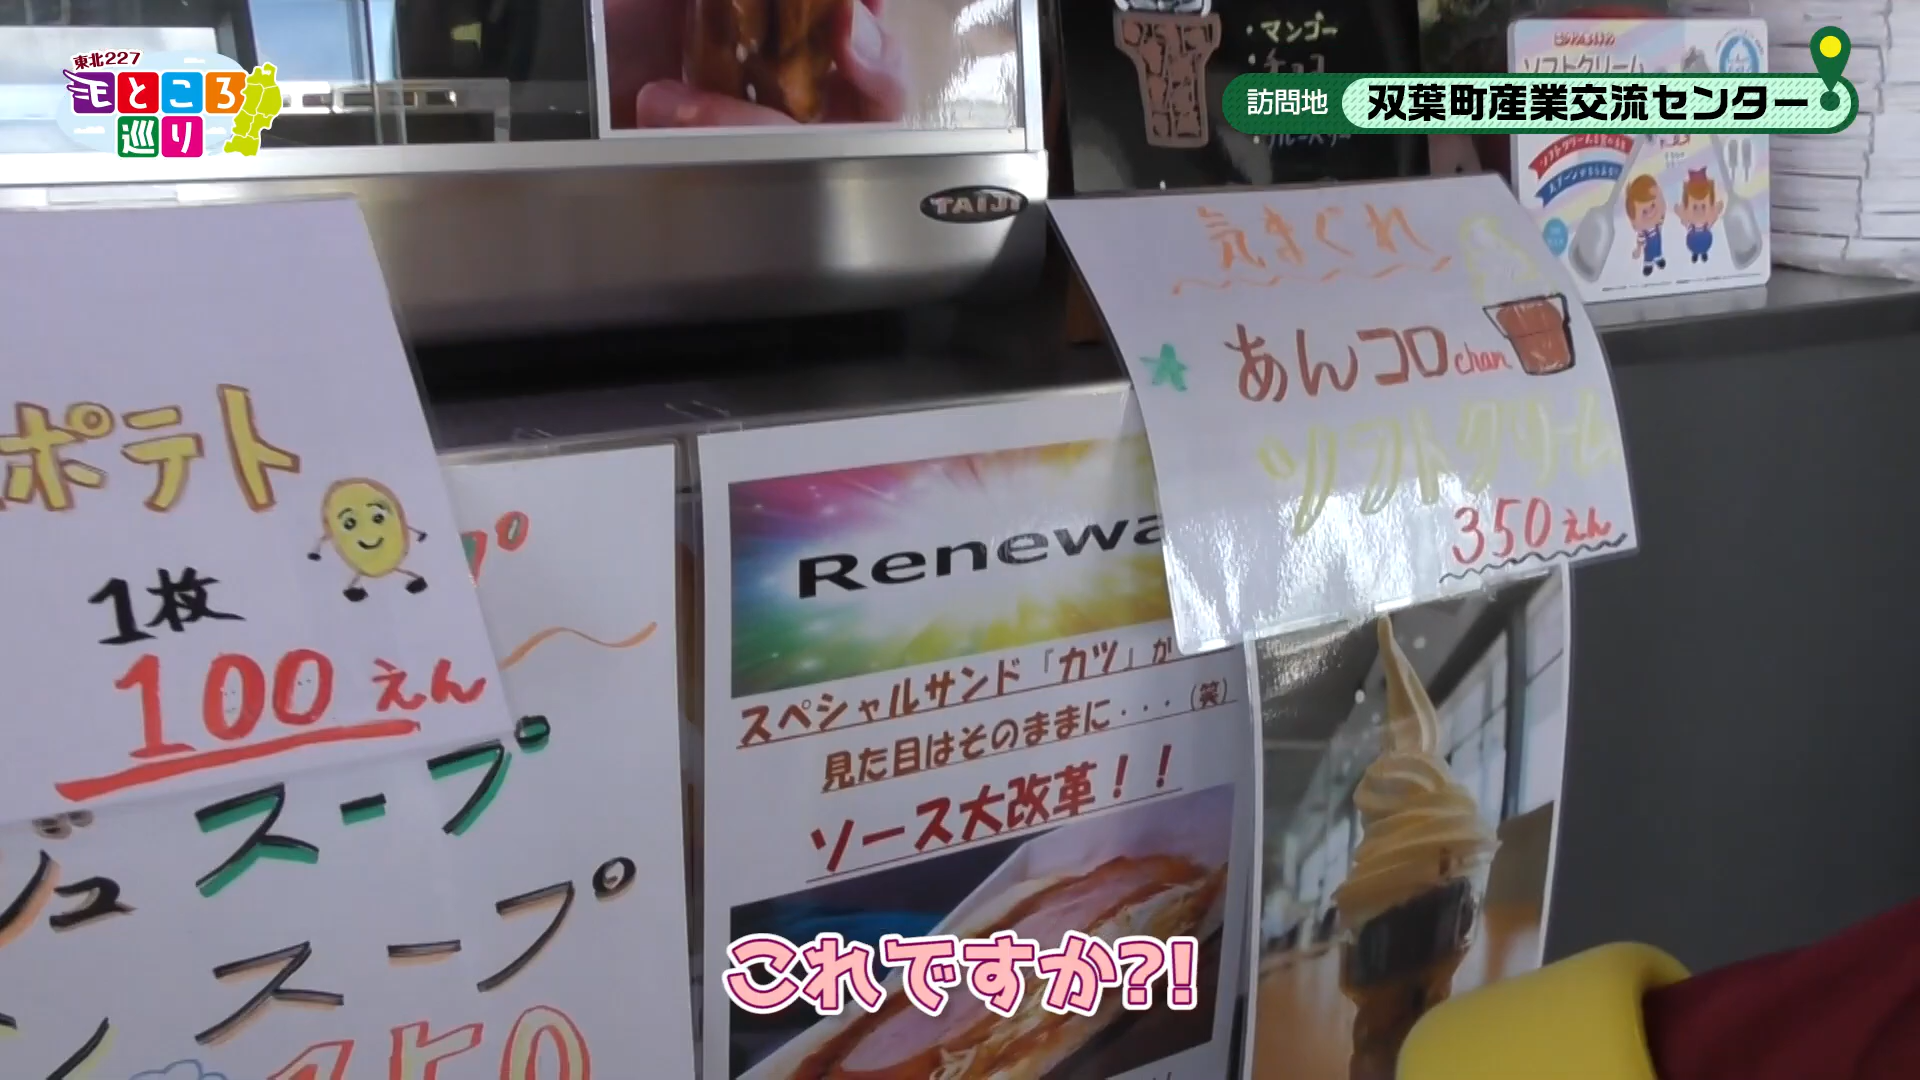 東北227
モところ
巡り
訪問地 双葉町産業交流センター
・マンゴー
・チョコ
ソフトクリーム
TAIJI
気まぐれ
あんコロchan
ソフトクリーム
350えん
ポテト
1枚
100えん
スープ
スープ
Renewa
スペシャルサンド「カツ」が
見た目はそのままに・・・(笑)
ソース大改革！！
これですか?!